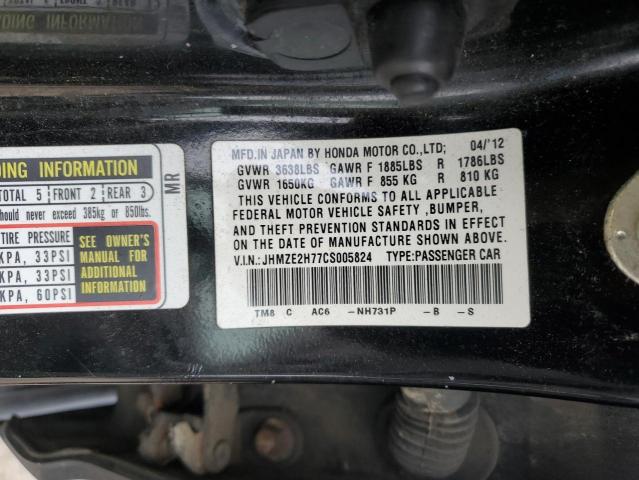 DING INFORMATION
TOTAL 5 FRONT 2 REAR 3
should never exceed 385kg or 850lbs.
TIRE PRESSURE
KPA, 33PSI
KPA, 33PSI
KPA, 60PSI
SEE OWNER'S
MANUAL FOR
ADDITIONAL
INFORMATION
MR
MFD.IN JAPAN BY HONDA MOTOR CO.,LTD; 04/'12
GVWR 3638LBS GAWR F 1885LBS R 1786LBS
GVWR 1650KG GAWR F 855 KG R 810 KG
THIS VEHICLE CONFORMS TO ALL APPLICABLE
FEDERAL MOTOR VEHICLE SAFETY ,BUMPER,
AND THEFT PREVENTION STANDARDS IN EFFECT
ON THE DATE OF MANUFACTURE SHOWN ABOVE.
V.I.N.:JHMZE2H77CS005824 TYPE:PASSENGER CAR
TM8 C AC6 -NH731P -B -S